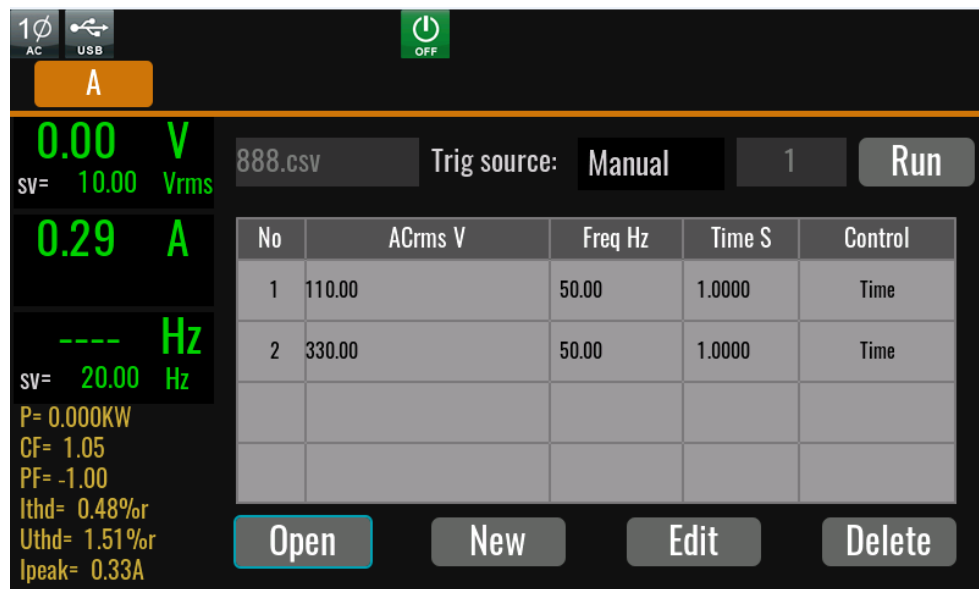 1Ø
AC
USB
OFF
A
0.00 V
sv= 10.00 Vrms
0.29 A
---- Hz
sv= 20.00 Hz
P= 0.000KW
CF= 1.05
PF= -1.00
Ithd= 0.48%r
Uthd= 1.51%r
Ipeak= 0.33A
888.csv Trig source: Manual 1 Run
No ACrms V Freq Hz Time S Control
1 110.00 50.00 1.0000 Time
2 330.00 50.00 1.0000 Time
Open New Edit Delete